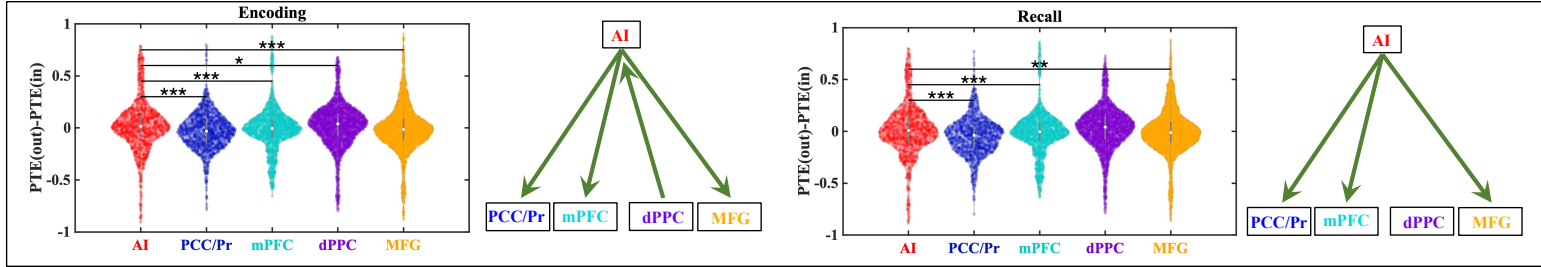 Encoding
PTE(out)-PTE(in)
1
0.5
0
-0.5
-1
***
*
***
***
AI
PCC/Pr
mPFC
dPPC
MFG
AI
PCC/Pr
mPFC
dPPC
MFG
Recall
PTE(out)-PTE(in)
1
0.5
0
-0.5
-1
**
***
***
AI
PCC/Pr
mPFC
dPPC
MFG
AI
PCC/Pr
mPFC
dPPC
MFG